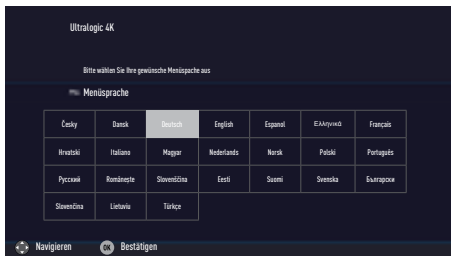 Ultralogic 4K
Bitte wählen Sie Ihre gewünsche Menüspache aus
Menüsprache
Česky Dansk Deutsch English Espanol Ελληνικά Français
Hrvatski Italiano Magyar Nederlands Norsk Polski Português
Русский Românește Slovenščina Eesti Suomi Svenska Български
Slovenčina Lietuviu Türkçe
Navigieren OK Bestätigen